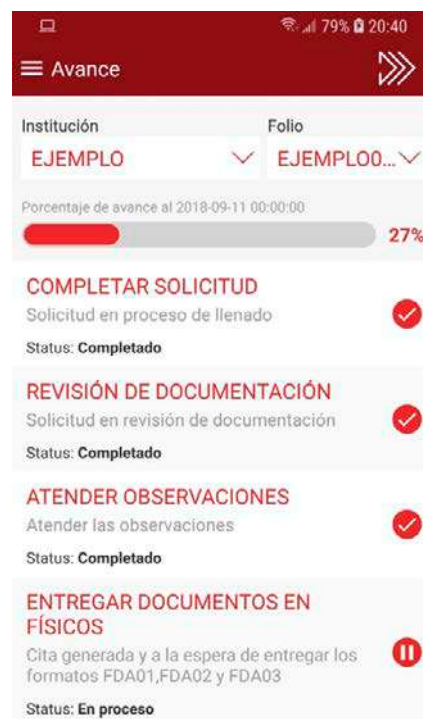 79% 20:40
Avance
Institución Folio
EJEMPLO EJEMPLO0...
Porcentaje de avance al 2018-09-11 00:00:00
27%
COMPLETAR SOLICITUD
Solicitud en proceso de llenado
Status: Completado
REVISIÓN DE DOCUMENTACIÓN
Solicitud en revisión de documentación
Status: Completado
ATENDER OBSERVACIONES
Atender las observaciones
Status: Completado
ENTREGAR DOCUMENTOS EN
FÍSICOS
Cita generada y a la espera de entregar los
formatos FDA01,FDA02 y FDA03
Status: En proceso